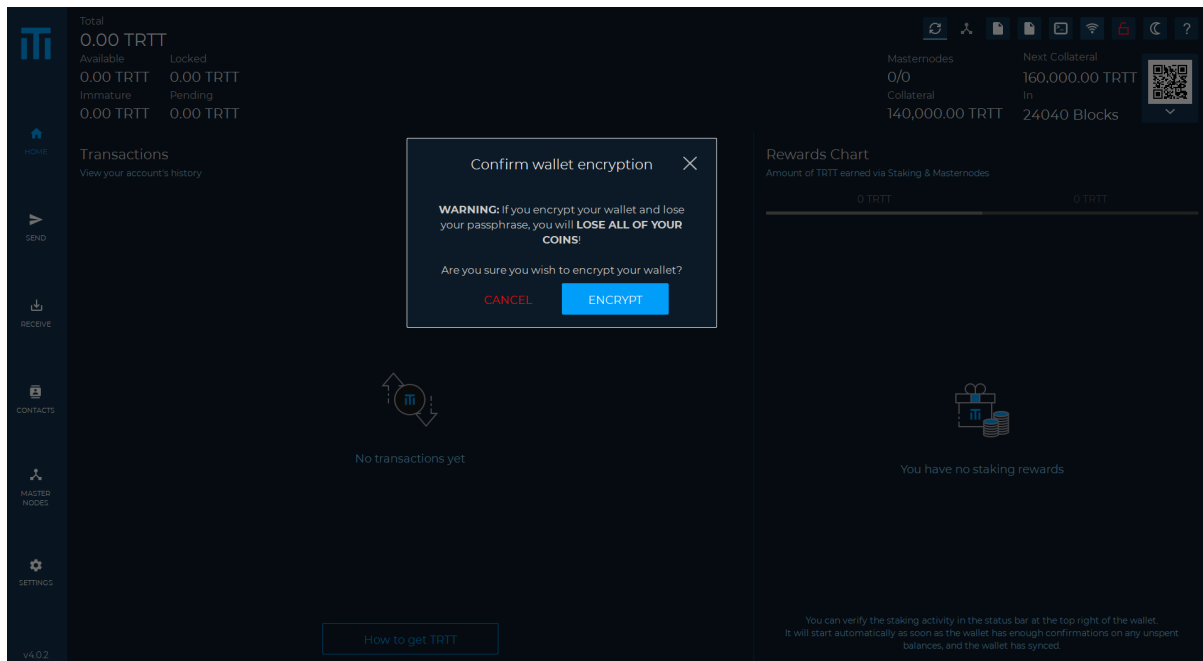 Total
0.00 TRTT
Available Locked
0.00 TRTT 0.00 TRTT
Immature Pending
0.00 TRTT 0.00 TRTT
?
Masternodes
0/0
Collateral
140,000.00 TRTT
Next Collateral
160,000.00 TRTT
In
24040 Blocks
HOME
SEND
RECEIVE
CONTACTS
MASTER
NODES
SETTINGS
v4.0.2
Transactions
View your account's history
Confirm wallet encryption
WARNING: If you encrypt your wallet and lose
your passphrase, you will LOSE ALL OF YOUR
COINS!
Are you sure you wish to encrypt your wallet?
CANCEL ENCRYPT
No transactions yet
How to get TRTT
Rewards Chart
Amount of TRTT earned via Staking & Masternodes
0 TRTT 0 TRTT
You have no staking rewards
You can verify the staking activity in the status bar at the top right of the wallet.
It will start automatically as soon as the wallet has enough confirmations on any unspent
balances, and the wallet has synced.